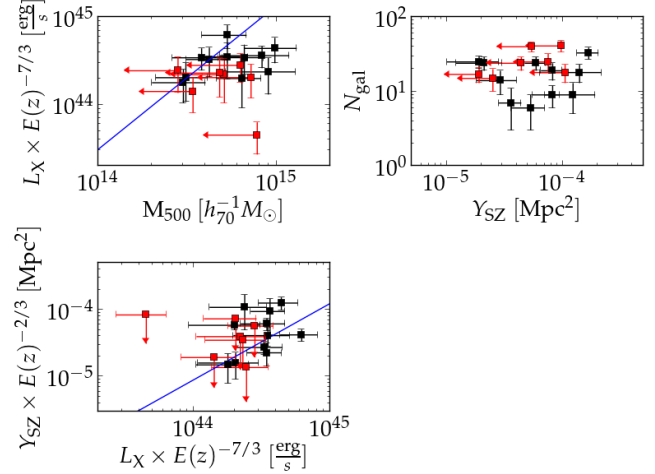 L_X × E(z)^{-7/3} [erg/s]
10^45
10^44
10^14
10^15
M_500 [h_70^{-1} M_⊙]
N_gal
10^2
10^1
10^0
10^-5
10^-4
Y_SZ [Mpc^2]
Y_SZ × E(z)^{-2/3} [Mpc^2]
10^-4
10^-5
10^44
10^45
L_X × E(z)^{-7/3} [erg/s]